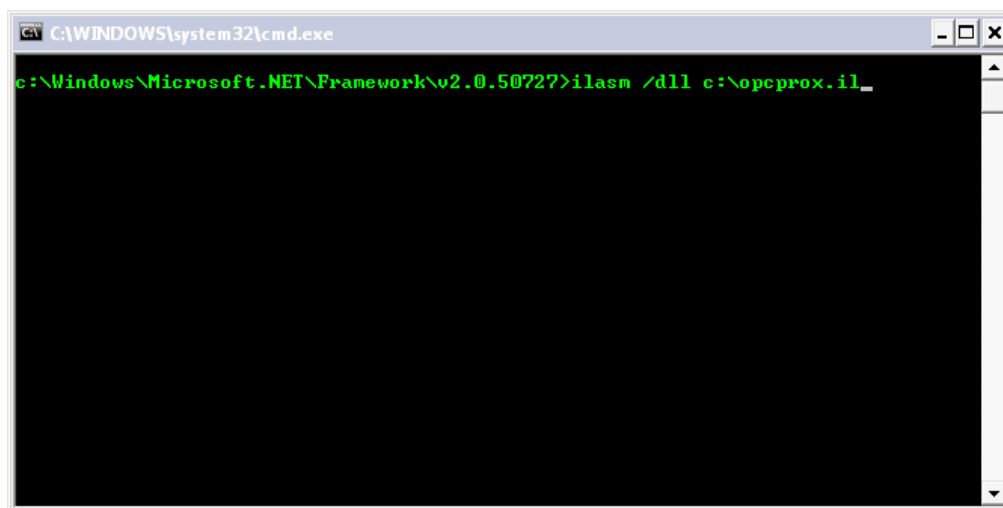 C:\WINDOWS\system32\cmd.exe
c:\Windows\Microsoft.NET\Framework\v2.0.50727>ilasm /dll c:\opcprox.il_